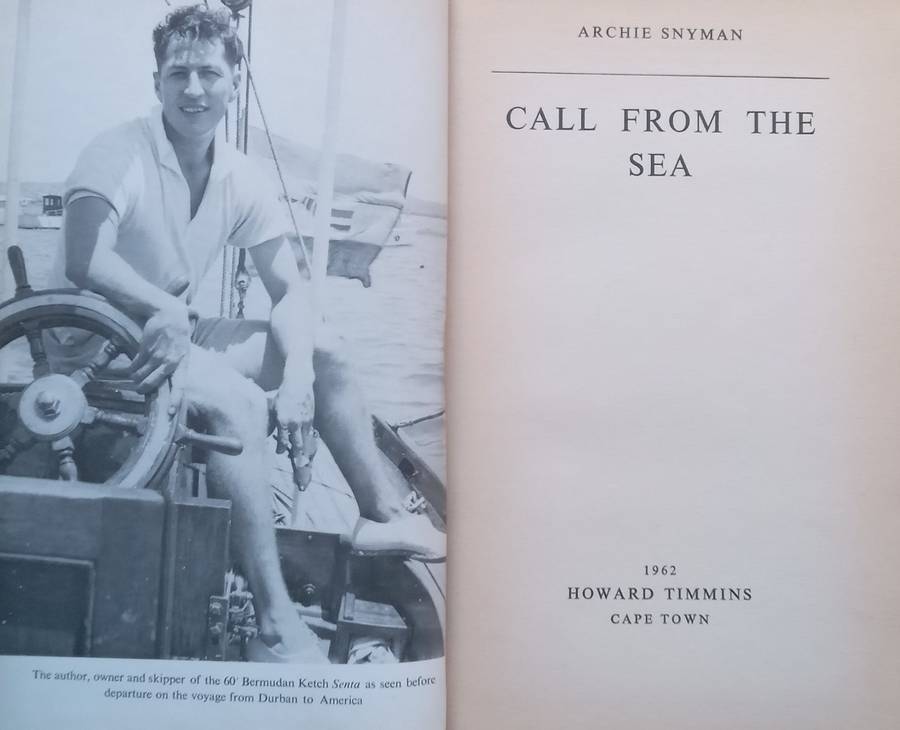 The author, owner and skipper of the 60' Bermudan Ketch Senta as seen before
departure on the voyage from Durban to America
ARCHIE SNYMAN
CALL FROM THE
SEA
1962
HOWARD TIMMINS
CAPE TOWN